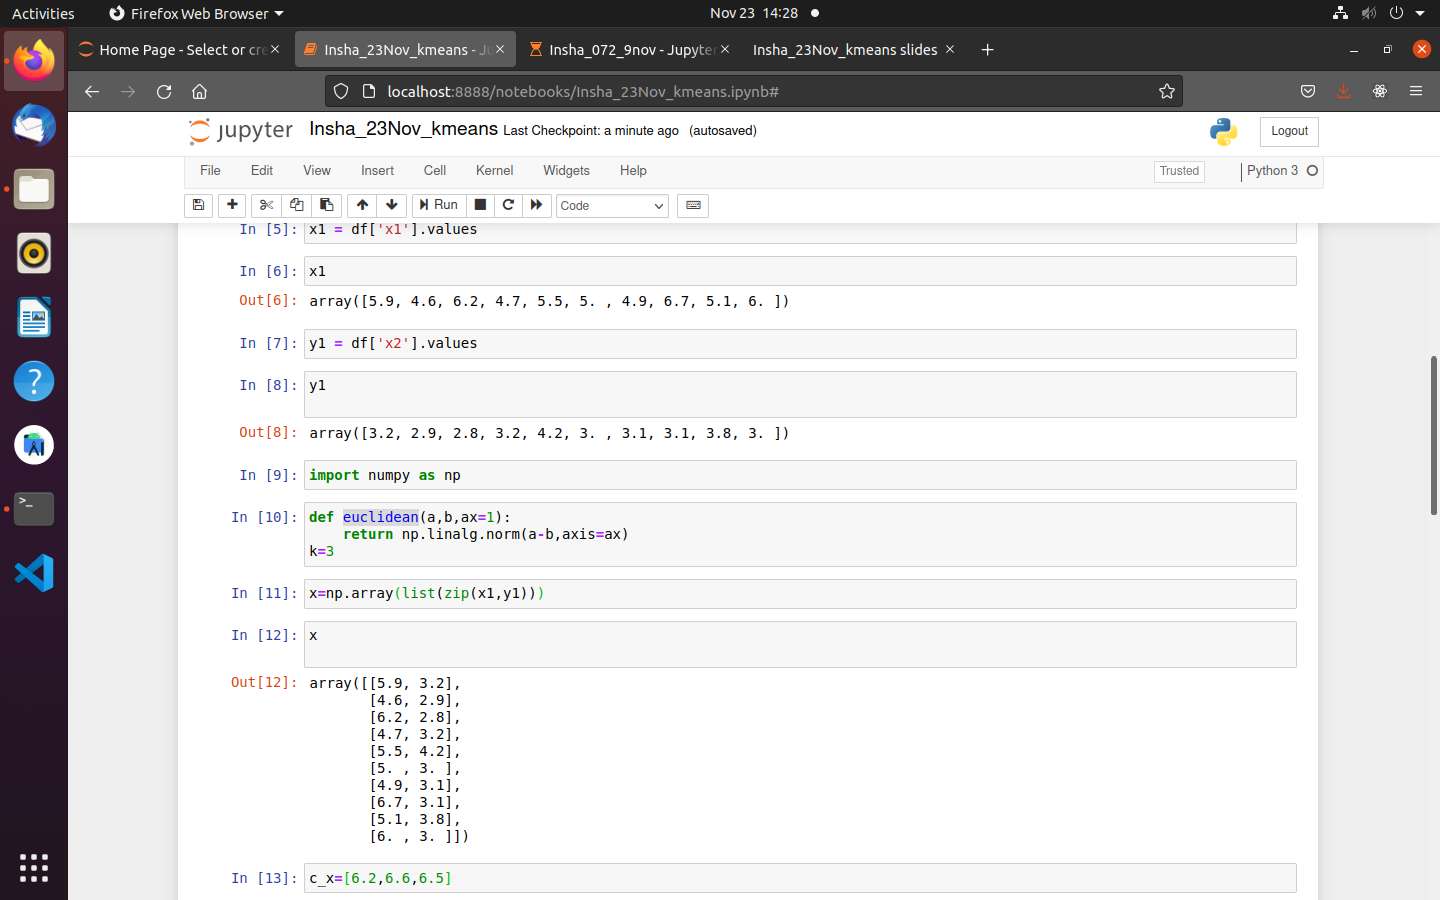 Activities
Firefox Web Browser
Nov 23 14:28
Home Page - Select or cre
Insha_23Nov_kmeans - Ju
Insha_072_9nov - Jupyter
Insha_23Nov_kmeans slides
localhost:8888/notebooks/Insha_23Nov_kmeans.ipynb#
jupyter Insha_23Nov_kmeans Last Checkpoint: a minute ago (autosaved)
Logout
File Edit View Insert Cell Kernel Widgets Help
Trusted
Python 3
Run
Code
In [5]: x1 = df['x1'].values
In [6]: x1
Out[6]: array([5.9, 4.6, 6.2, 4.7, 5.5, 5. , 4.9, 6.7, 5.1, 6. ])
In [7]: y1 = df['x2'].values
In [8]: y1
Out[8]: array([3.2, 2.9, 2.8, 3.2, 4.2, 3. , 3.1, 3.1, 3.8, 3. ])
In [9]: import numpy as np
In [10]: def euclidean(a,b,ax=1):
    return np.linalg.norm(a-b,axis=ax)
k=3
In [11]: x=np.array(list(zip(x1,y1)))
In [12]: x
Out[12]: array([[5.9, 3.2],
[4.6, 2.9],
[6.2, 2.8],
[4.7, 3.2],
[5.5, 4.2],
[5. , 3. ],
[4.9, 3.1],
[6.7, 3.1],
[5.1, 3.8],
[6. , 3. ]])
In [13]: c_x=[6.2,6.6,6.5]